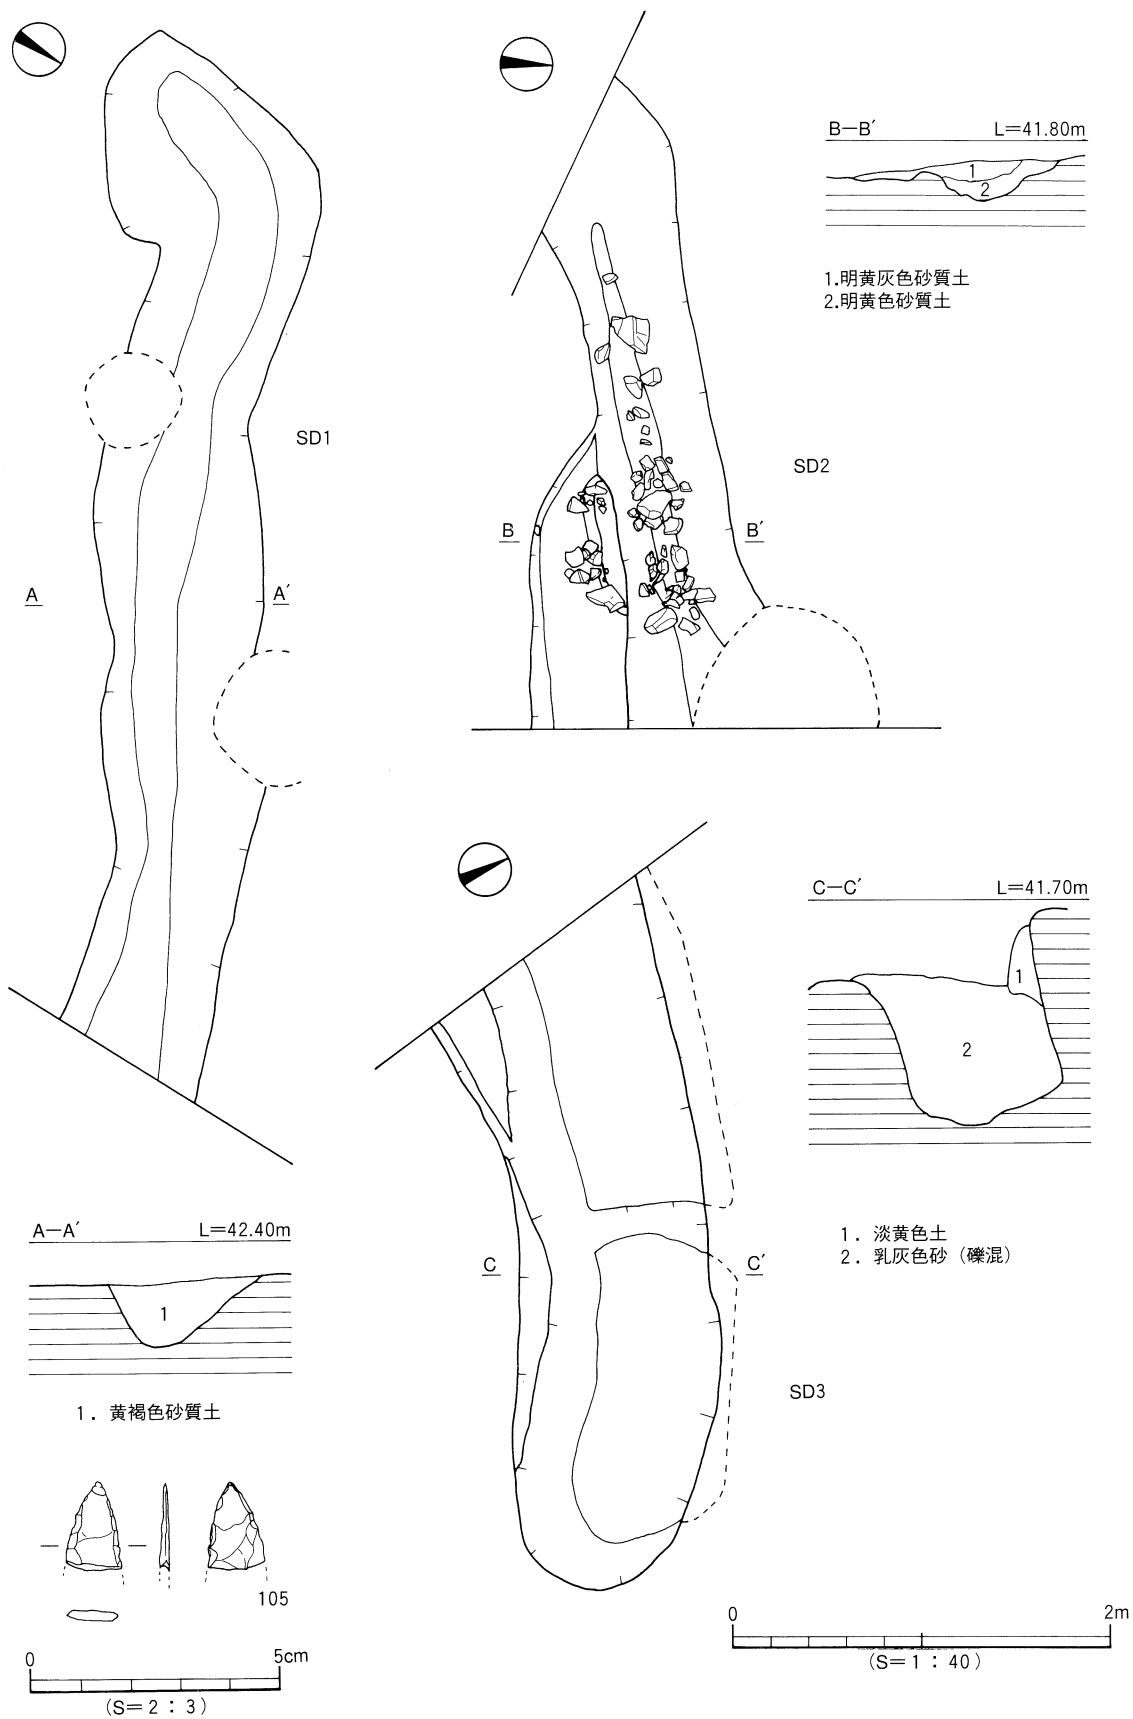 SD1
A
A′
A—A′ L=42.40m
1
1. 黄褐色砂質土
105
0 5cm
(S=2:3)
SD2
B
B′
B—B′ L=41.80m
1
2
1.明黄灰色砂質土
2.明黄色砂質土
SD3
C
C′
C—C′ L=41.70m
1
2
1. 淡黄色土
2. 乳灰色砂（礫混）
0 2m
(S=1:40)